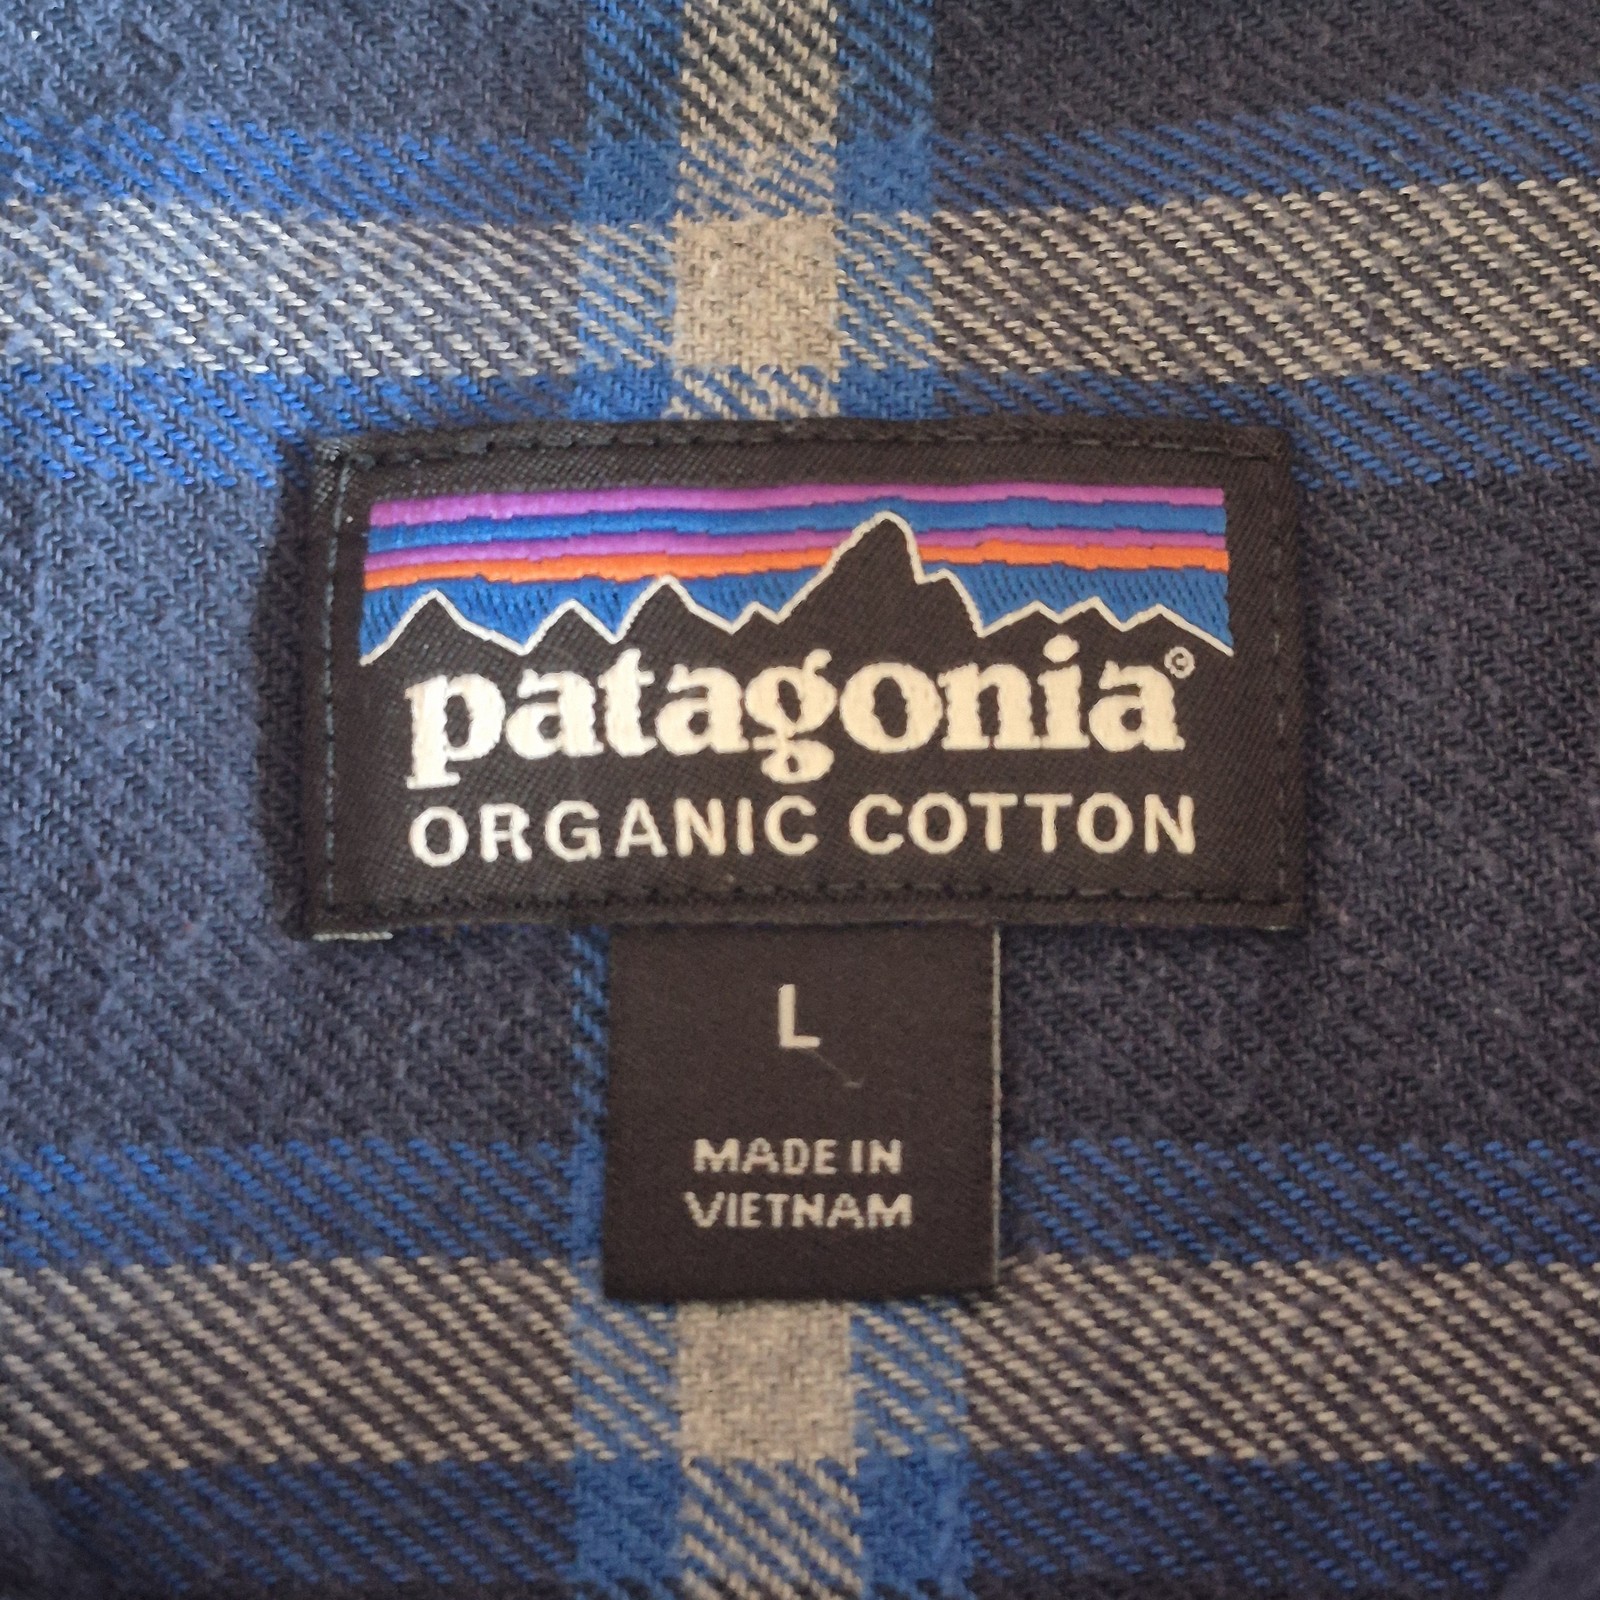 patagonia©
ORGANIC COTTON
L
MADE IN
VIETNAM